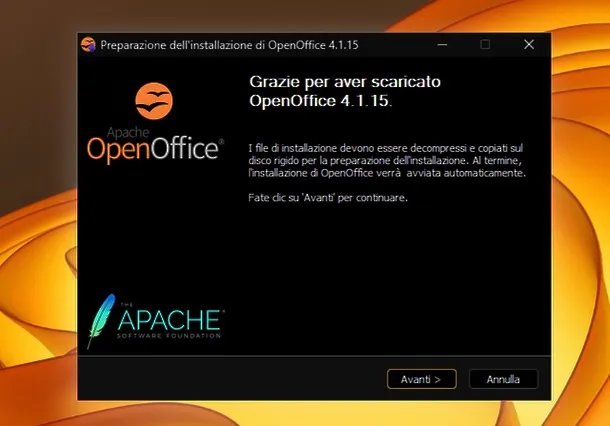 Preparazione dell'installazione di OpenOffice 4.1.15
Apache
OpenOffice®
Grazie per aver scaricato
OpenOffice 4.1.15.
I file di installazione devono essere decompressi e copiati sul
disco rigido per la preparazione dell'installazione. Al termine,
l'installazione di OpenOffice verrà avviata automaticamente.
Fate clic su 'Avanti' per continuare.
THE
APACHE®
SOFTWARE FOUNDATION
Avanti >
Annulla